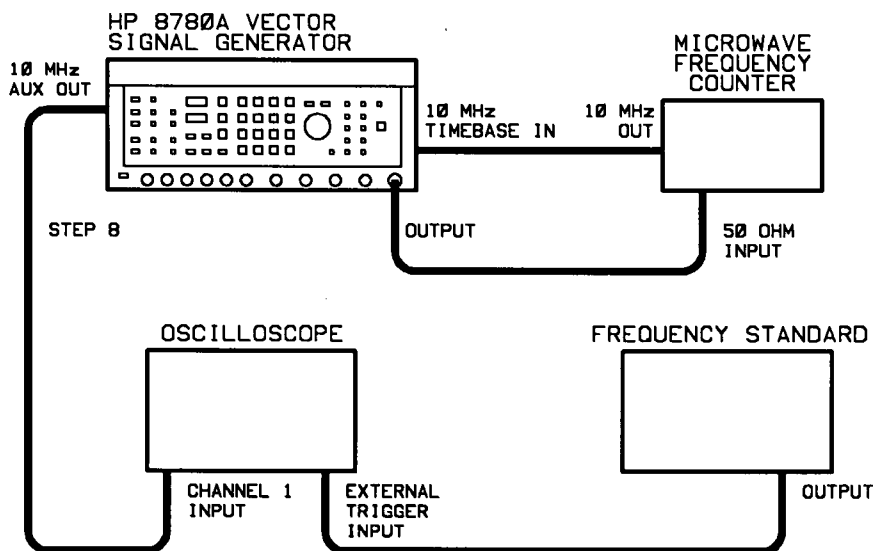 HP 8780A VECTOR
SIGNAL GENERATOR
MICROWAVE
FREQUENCY
COUNTER
10 MHz
AUX OUT
10 MHz
TIMEBASE IN
10 MHz
OUT
STEP 8
OUTPUT
50 OHM
INPUT
OSCILLOSCOPE
FREQUENCY STANDARD
CHANNEL 1
INPUT
EXTERNAL
TRIGGER
INPUT
OUTPUT